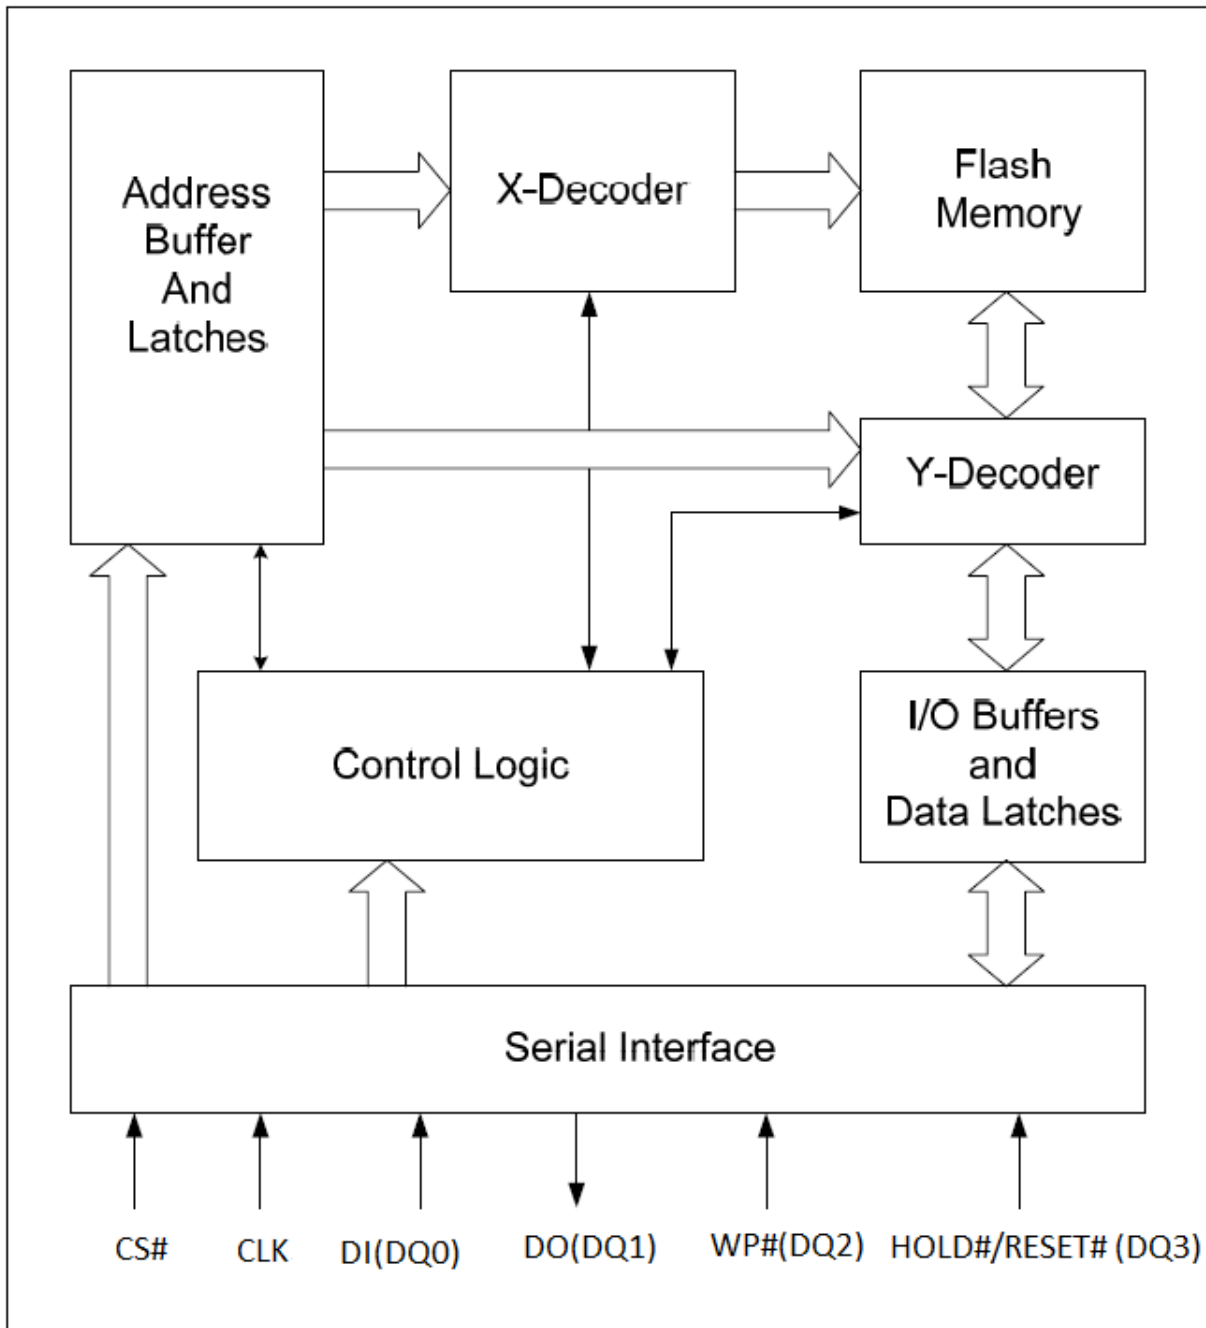 Address
Buffer
And
Latches
X-Decoder
Flash
Memory
Y-Decoder
Control Logic
I/O Buffers
and
Data Latches
Serial Interface
CS#
CLK
DI(DQ0)
DO(DQ1)
WP#(DQ2)
HOLD#/RESET# (DQ3)